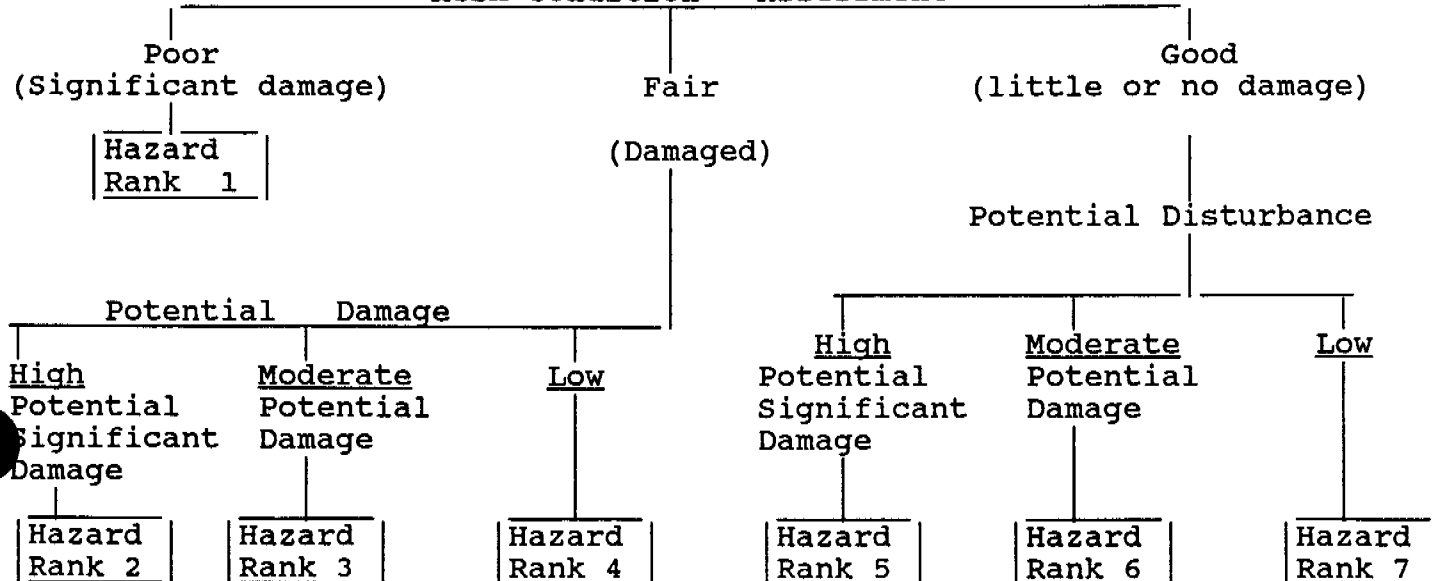 Poor
(Significant damage)
Fair
Good
(little or no damage)
Hazard
Rank 1
(Damaged)
Potential Disturbance
Potential Damage
High
Potential
Significant
Damage
Moderate
Potential
Damage
Low
High
Potential
Significant
Damage
Moderate
Potential
Damage
Low
Hazard
Rank 2
Hazard
Rank 3
Hazard
Rank 4
Hazard
Rank 5
Hazard
Rank 6
Hazard
Rank 7